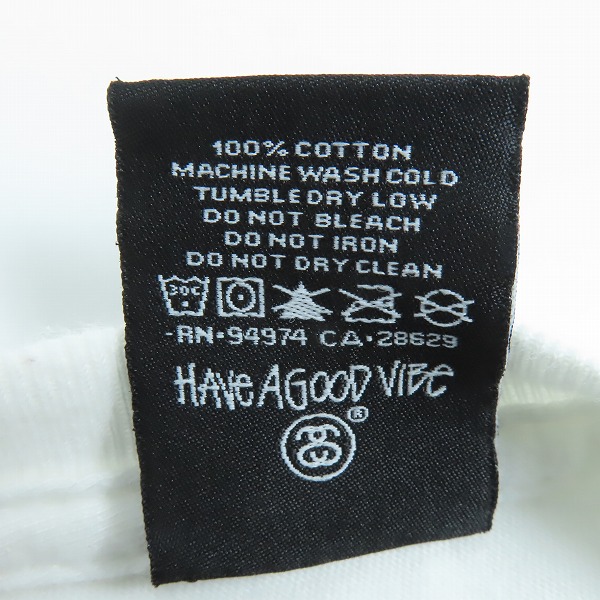 100% COTTON
MACHINE WASH COLD
TUMBLE DRY LOW
DO NOT BLEACH
DO NOT IRON
DO NOT DRY CLEAN
30C
-RN•94974 CA•28629
HAVE A GOOD VIBE
®